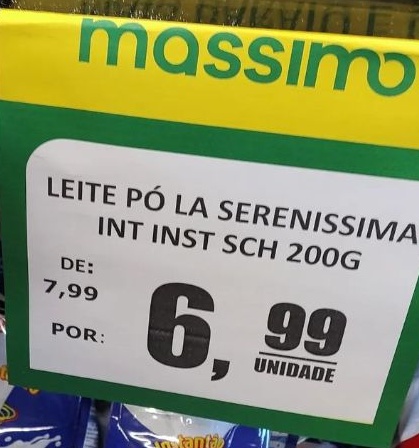 massimo
LEITE PÓ LA SERENISSIMA
INT INST SCH 200G
DE:
7,99
POR:
6,99
UNIDADE